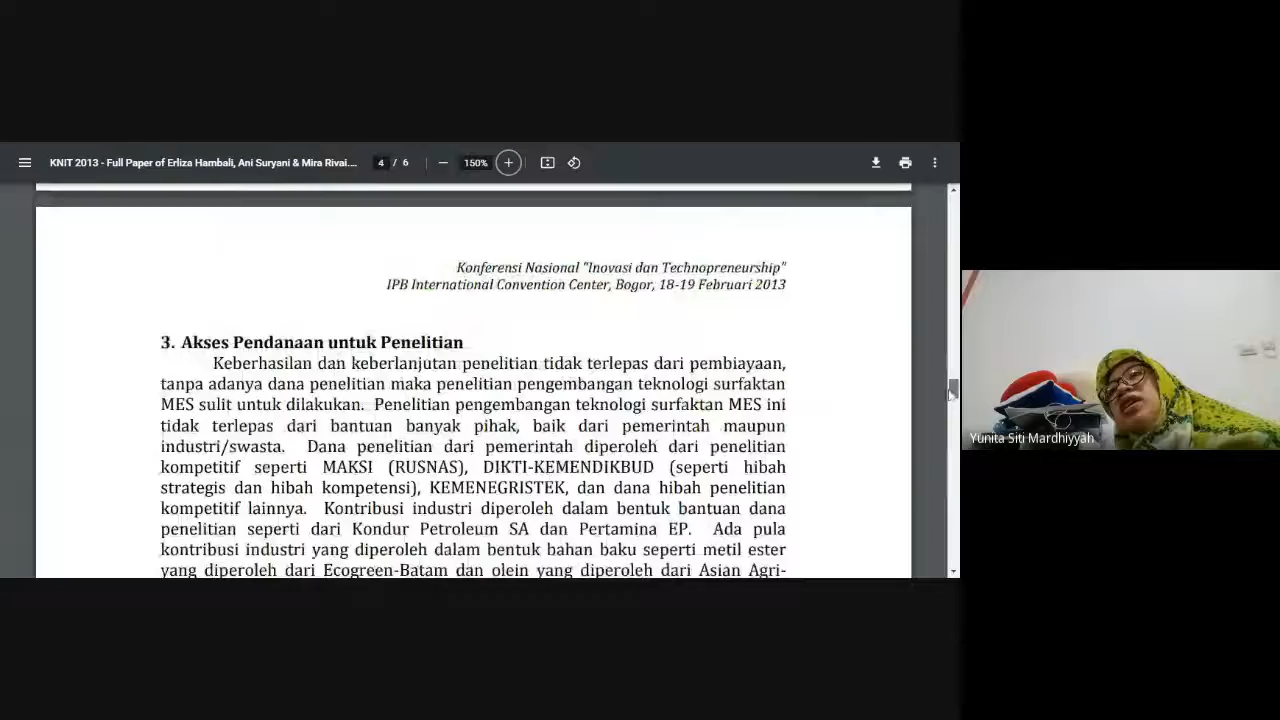 KNIT 2013 - Full Paper of Erliza Hambali, Ani Suryani & Mira Rivai...
4 / 6
150%
Konferensi Nasional "Inovasi dan Technopreneurship"
IPB International Convention Center, Bogor, 18-19 Februari 2013
3. Akses Pendanaan untuk Penelitian
Keberhasilan dan keberlanjutan penelitian tidak terlepas dari pembiayaan,
tanpa adanya dana penelitian maka penelitian pengembangan teknologi surfaktan
MES sulit untuk dilakukan. Penelitian pengembangan teknologi surfaktan MES ini
tidak terlepas dari bantuan banyak pihak, baik dari pemerintah maupun
industri/swasta. Dana penelitian dari pemerintah diperoleh dari penelitian
kompetitif seperti MAKSI (RUSNAS), DIKTI-KEMENDIKBUD (seperti hibah
strategis dan hibah kompetensi), KEMENEGRISTEK, dan dana hibah penelitian
kompetitif lainnya. Kontribusi industri diperoleh dalam bentuk bantuan dana
penelitian seperti dari Kondur Petroleum SA dan Pertamina EP. Ada pula
kontribusi industri yang diperoleh dalam bentuk bahan baku seperti metil ester
yang diperoleh dari Ecogreen-Batam dan olein yang diperoleh dari Asian Agri-
Yunita Siti Mardhiyyah